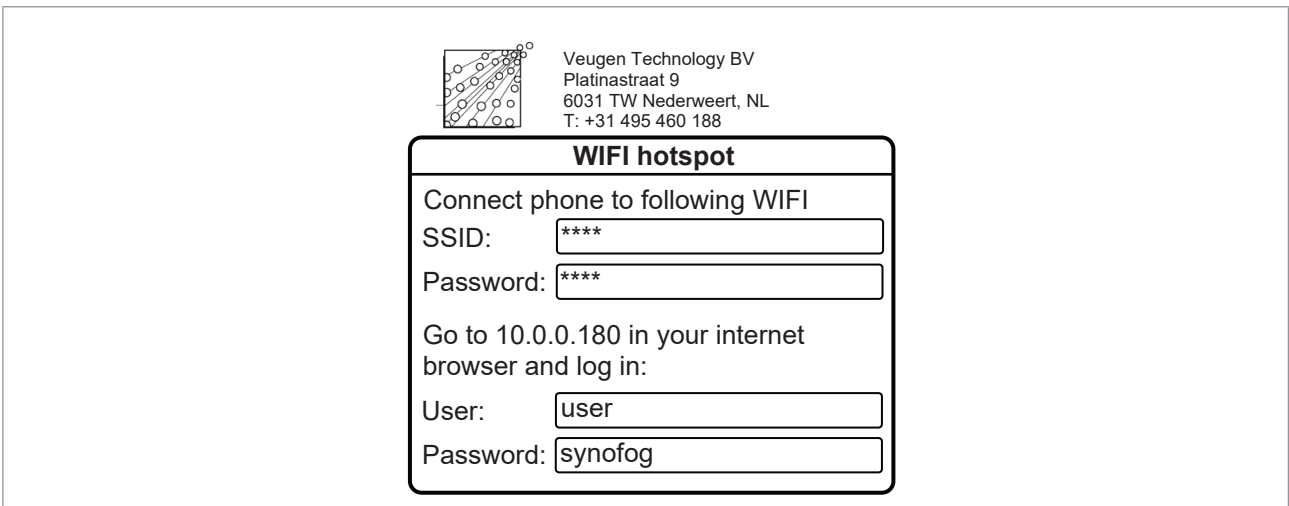 Veugen Technology BV
Platinastraat 9
6031 TW Nederweert, NL
T: +31 495 460 188
WIFI hotspot
Connect phone to following WIFI
SSID: ****
Password: ****
Go to 10.0.0.180 in your internet
browser and log in:
User: user
Password: synofog